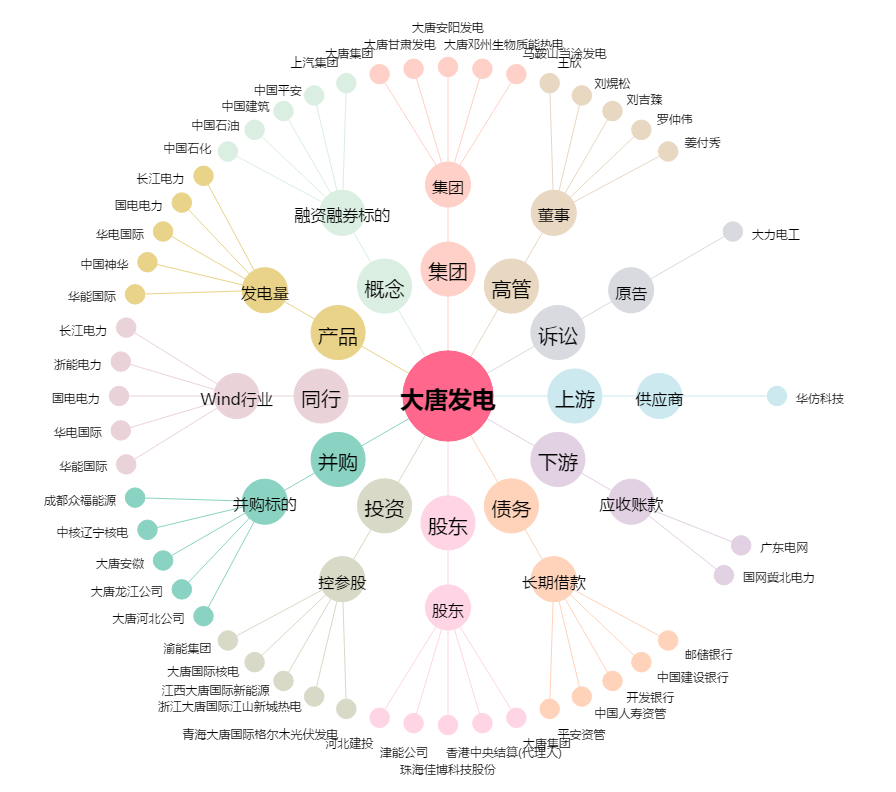 大唐安阳发电
大唐甘肃发电
大唐邓州生物质能热电
大唐集团
马鞍山当涂发电
上汽集团
王欣
中国平安
刘熀松
中国建筑
刘吉臻
中国石油
罗仲伟
中国石化
姜付秀
长江电力
集团
国电电力
融资融券标的
董事
华电国际
大力电工
中国神华
集团
概念
高管
华能国际
发电量
原告
长江电力
产品
诉讼
浙能电力
国电电力
Wind行业
同行
大唐发电
上游
供应商
华仿科技
华电国际
华能国际
并购
下游
成都众福能源
并购标的
投资
债务
应收账款
中核辽宁核电
股东
广东电网
大唐安徽
国网冀北电力
大唐龙江公司
控参股
长期借款
大唐河北公司
股东
渝能集团
邮储银行
大唐国际核电
中国建设银行
江西大唐国际新能源
开发银行
浙江大唐国际江山新城热电
中国人寿资管
青海大唐国际格尔木光伏发电
平安资管
河北建投
大唐集团
津能公司
香港中央结算(代理人)
珠海佳博科技股份